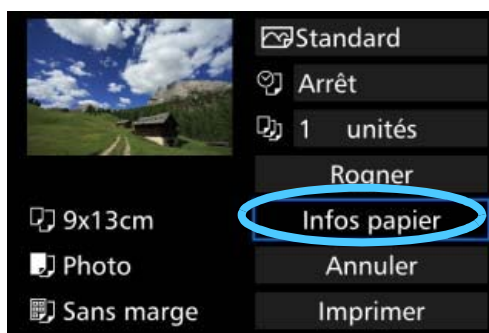 Standard
Arrêt
1 unités
Rogner
9x13cm
Infos papier
Photo
Annuler
Sans marge
Imprimer